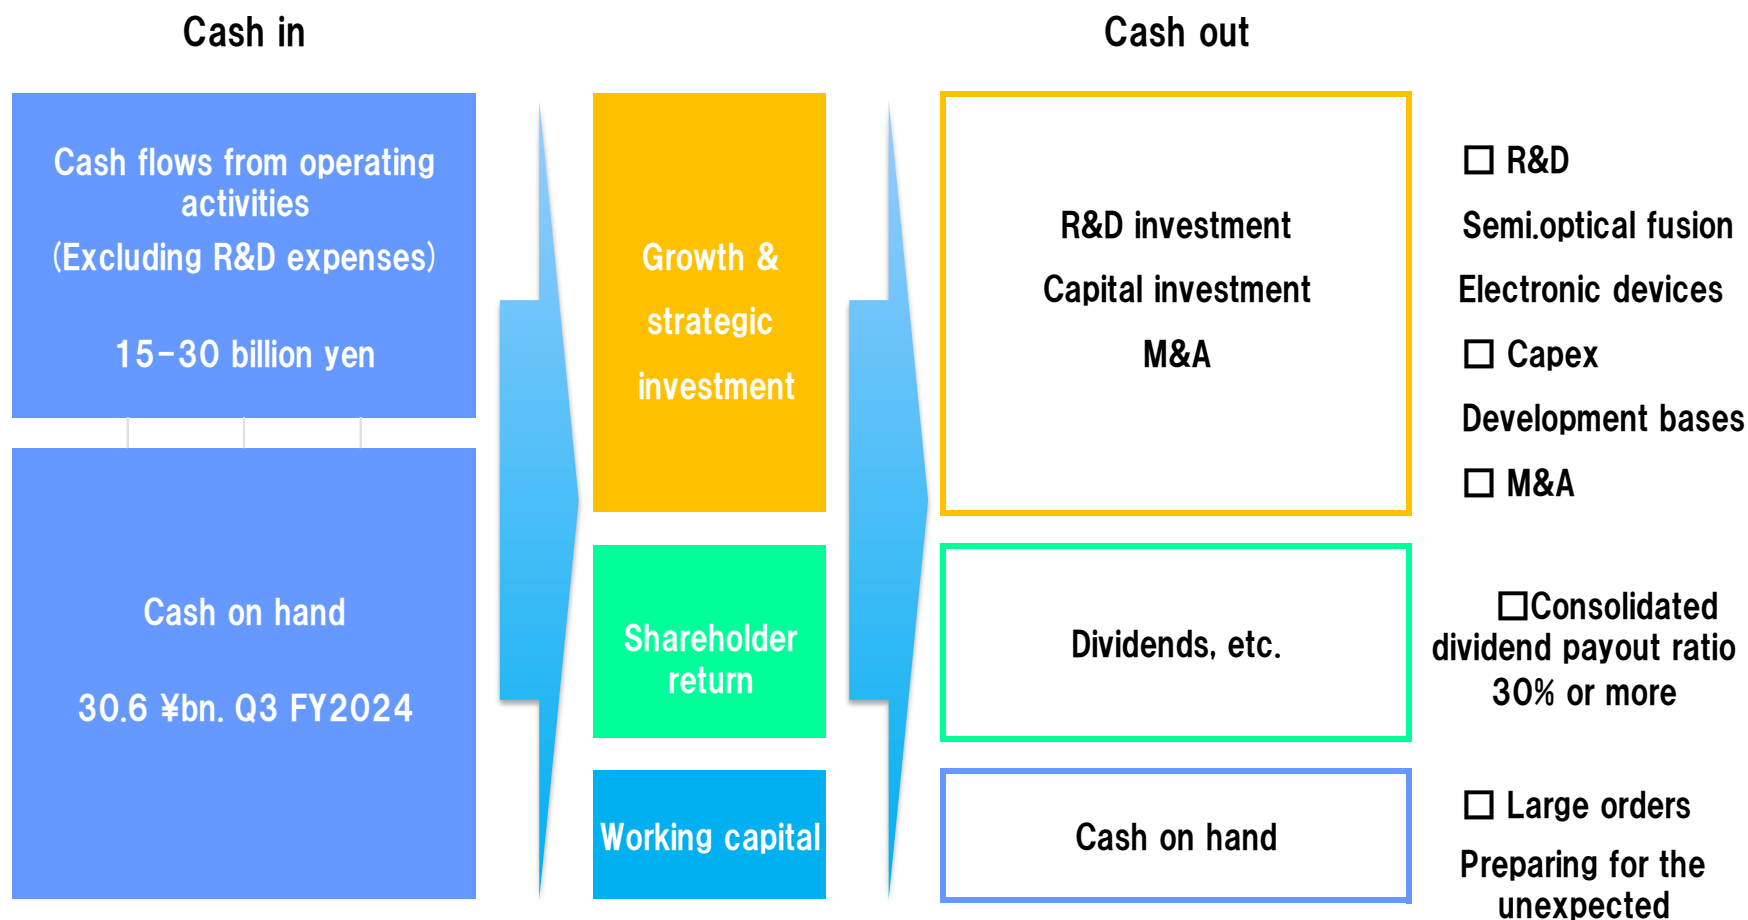 Cash in
Cash out
Cash flows from operating
activities
(Excluding R&D expenses)
15-30 billion yen
Cash on hand
30.6 ¥bn. Q3 FY2024
Growth &
strategic
investment
Shareholder
return
Working capital
R&D investment
Capital investment
M&A
Dividends, etc.
Cash on hand
□ R&D
Semi.optical fusion
Electronic devices
□ Capex
Development bases
□ M&A
□Consolidated
dividend payout ratio
30% or more
□ Large orders
Preparing for the
unexpected